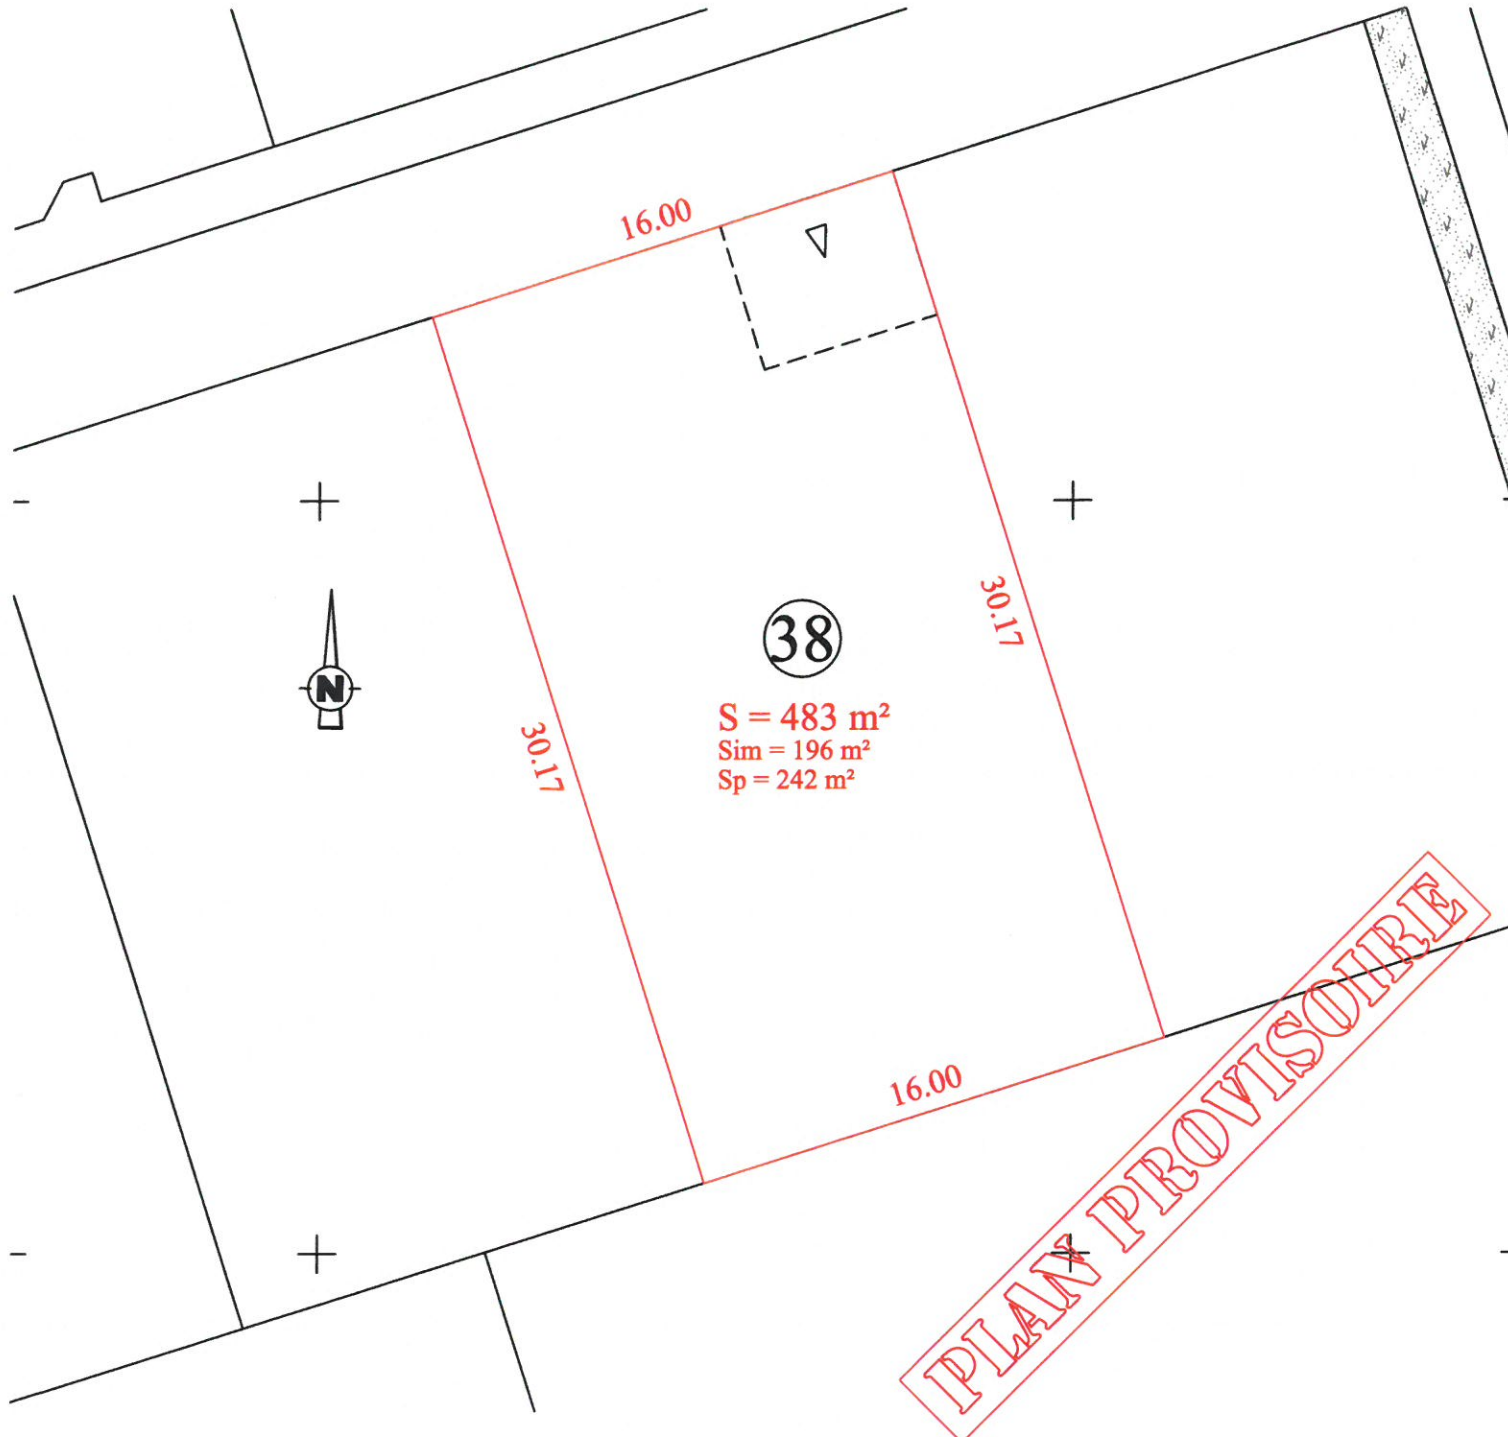 16.00
30.17
38
N
S = 483 m²
Sim = 196 m²
Sp = 242 m²
30.17
16.00
PLAN PROVISOIRE